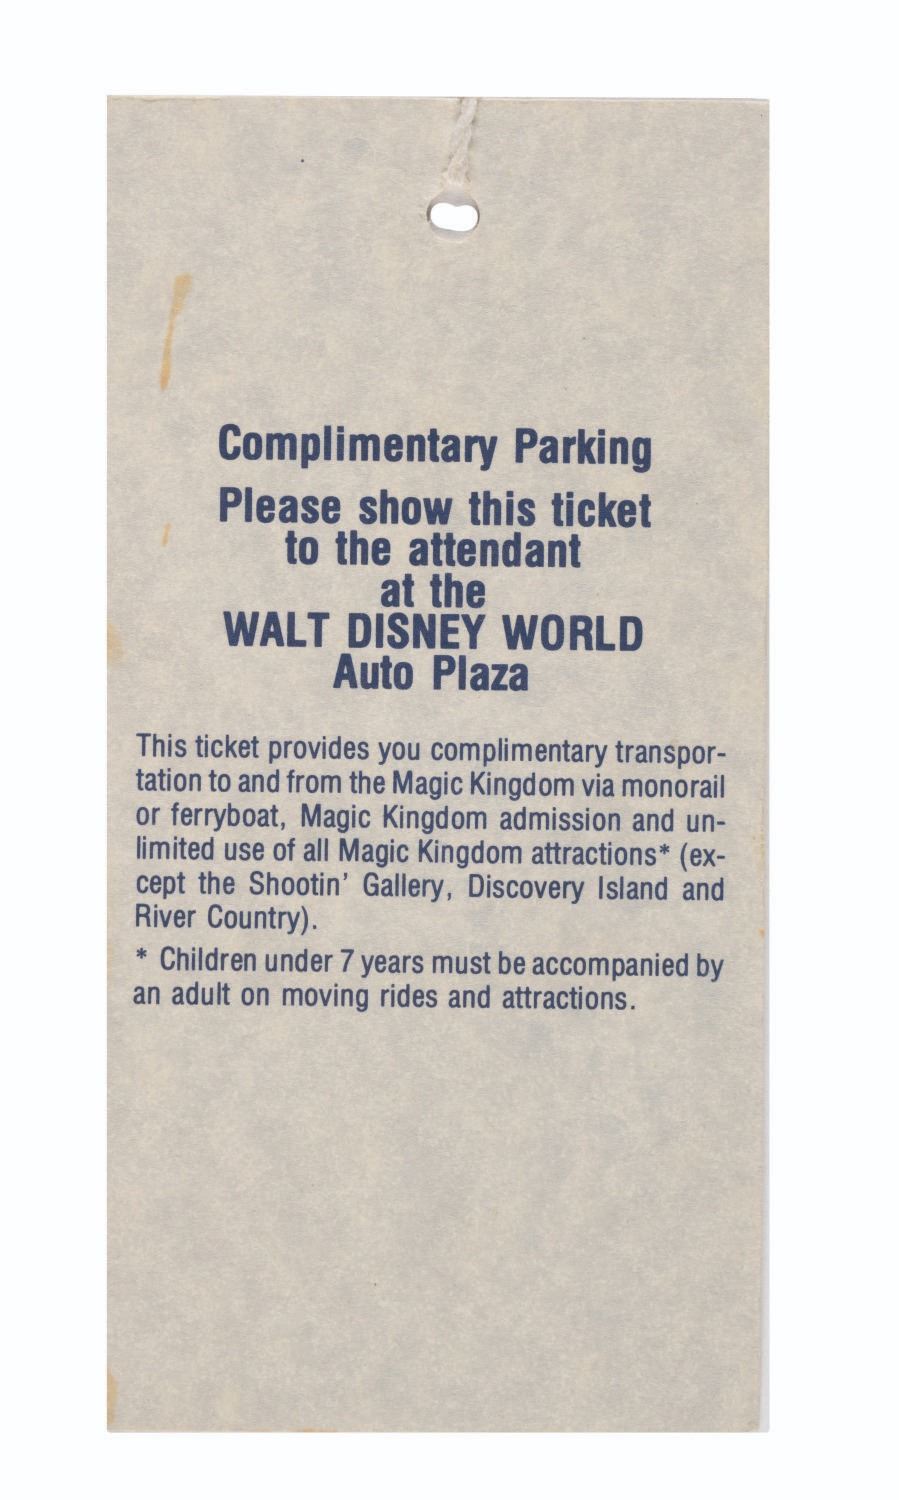 Complimentary Parking
Please show this ticket
to the attendant
at the
WALT DISNEY WORLD
Auto Plaza
This ticket provides you complimentary transpor-
tation to and from the Magic Kingdom via monorail
or ferryboat, Magic Kingdom admission and un-
limited use of all Magic Kingdom attractions* (ex-
cept the Shootin' Gallery, Discovery Island and
River Country).
* Children under 7 years must be accompanied by
an adult on moving rides and attractions.